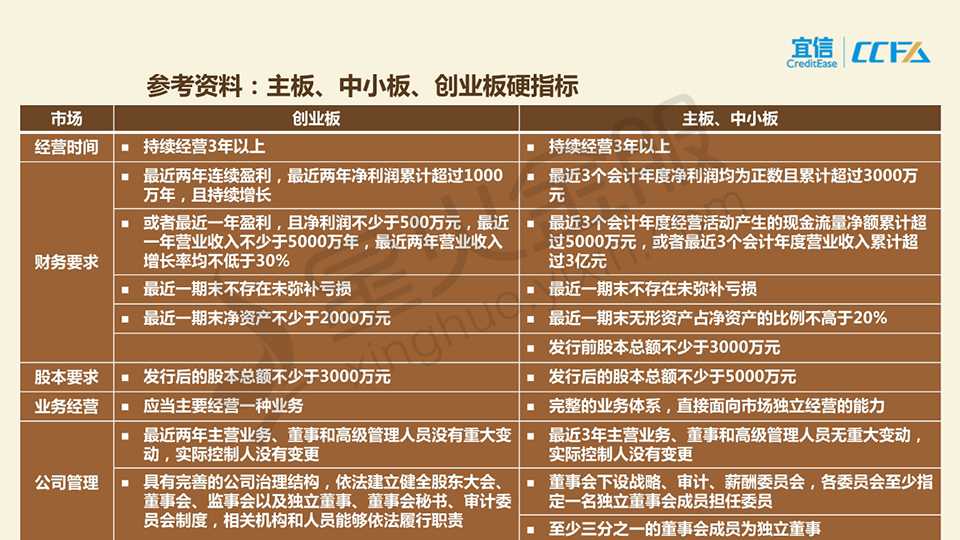 宜信
CreditEase
CCFA
参考资料：主板、中小板、创业板硬指标
市场
创业板
主板、中小板
经营时间
■ 持续经营3年以上
■ 持续经营3年以上
财务要求
■ 最近两年连续盈利，最近两年净利润累计超过1000
万年，且持续增长
■ 最近3个会计年度净利润均为正数且累计超过3000万
元
■ 或者最近一年盈利，且净利润不少于500万元，最近
一年营业收入不少于5000万年，最近两年营业收入
增长率均不低于30%
■ 最近3个会计年度经营活动产生的现金流量净额累计超
过5000万元，或者最近3个会计年度营业收入累计超
过3亿元
■ 最近一期末不存在未弥补亏损
■ 最近一期末不存在未弥补亏损
■ 最近一期末净资产不少于2000万元
■ 最近一期末无形资产占净资产的比例不高于20%
■ 发行前股本总额不少于3000万元
股本要求
■ 发行后的股本总额不少于3000万元
■ 发行后的股本总额不少于5000万元
业务经营
■ 应当主要经营一种业务
■ 完整的业务体系，直接面向市场独立经营的能力
公司管理
■ 最近两年主营业务、董事和高级管理人员没有重大变
动，实际控制人没有变更
■ 最近3年主营业务、董事和高级管理人员无重大变动，
实际控制人没有变更
■ 具有完善的公司治理结构，依法建立健全股东大会、
董事会、监事会以及独立董事、董事会秘书、审计委
员会制度，相关机构和人员能够依法履行职责
■ 董事会下设战略、审计、薪酬委员会，各委员会至少指
定一名独立董事会成员担任委员
■ 至少三分之一的董事会成员为独立董事